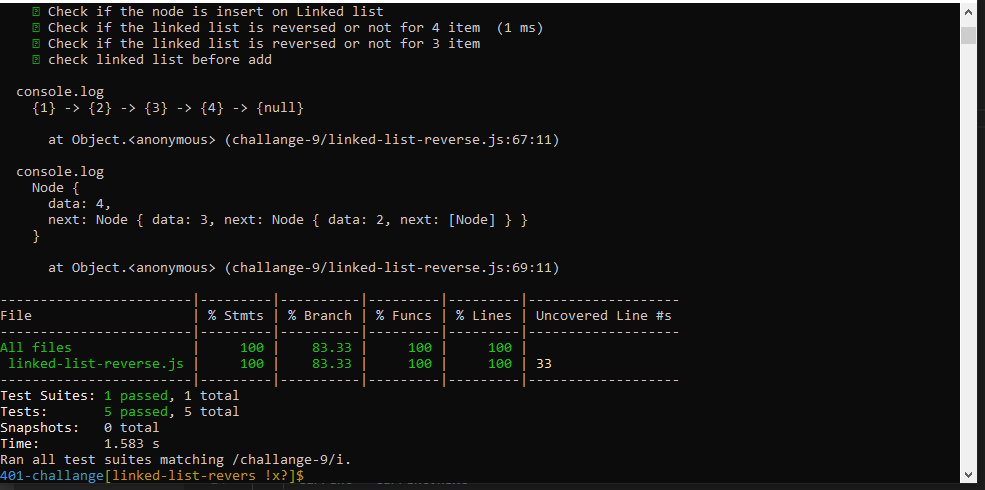 Check if the node is insert on Linked list
Check if the linked list is reversed or not for 4 item  (1 ms)
Check if the linked list is reversed or not for 3 item
check linked list before add
console.log
{1} -> {2} -> {3} -> {4} -> {null}
at Object.<anonymous> (challange-9/linked-list-reverse.js:67:11)
console.log
Node {
data: 4,
next: Node { data: 3, next: Node { data: 2, next: [Node] } }
}
at Object.<anonymous> (challange-9/linked-list-reverse.js:69:11)
------------------------|---------|----------|---------|---------|-------------------
File                    | % Stmts | % Branch | % Funcs | % Lines | Uncovered Line #s
------------------------|---------|----------|---------|---------|-------------------
All files               |     100 |    83.33 |     100 |     100 |
 linked-list-reverse.js |     100 |    83.33 |     100 |     100 | 33
------------------------|---------|----------|---------|---------|-------------------
Test Suites: 1 passed, 1 total
Tests:       5 passed, 5 total
Snapshots:   0 total
Time:        1.583 s
Ran all test suites matching /challange-9/i.
401-challange[linked-list-revers !x?]$